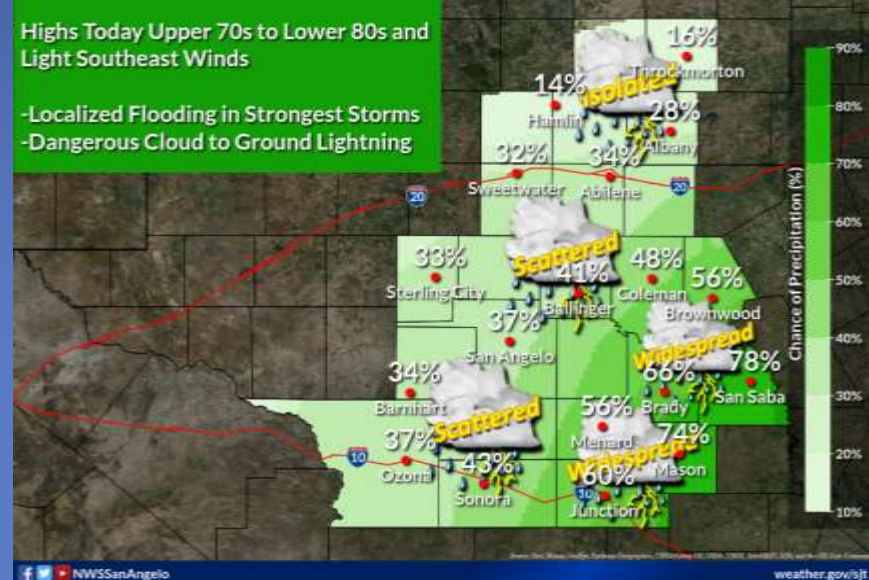 Highs Today Upper 70s to Lower 80s and
Light Southeast Winds
-Localized Flooding in Strongest Storms
-Dangerous Cloud to Ground Lightning
16%
Throckmorton
Isolated
14%
Hamlin
28%
Albany
32%
Sweetwater
34%
Abilene
20
20
Scattered
33%
Sterling City
41%
Ballinger
48%
Coleman
56%
Brownwood
37%
San Angelo
Widespread
66%
Brady
78%
San Saba
34%
Barnhart
Scattered
56%
Menard
74%
Mason
Widespread
37%
Ozona
10
43%
Sonora
60%
10
Junction
Chance of Precipitation (%)
90%
80%
70%
60%
50%
40%
30%
20%
10%
NWSSanAngelo
weather.gov/sjt